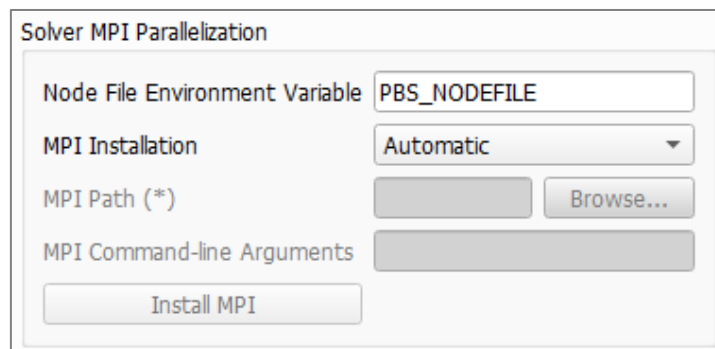 Solver MPI Parallelization
Node File Environment Variable PBS_NODEFILE
MPI Installation Automatic
MPI Path (*) Browse...
MPI Command-line Arguments
Install MPI